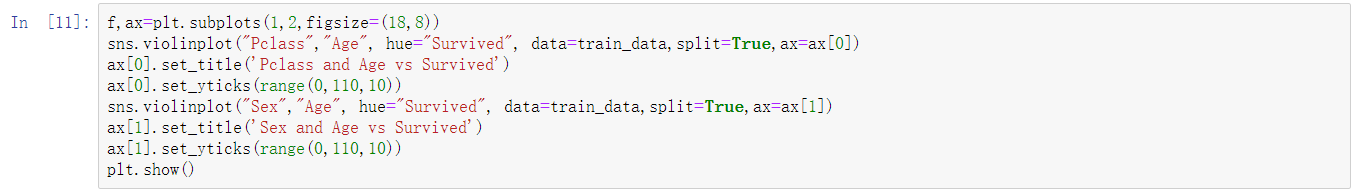 In [11]: f,ax=plt.subplots(1,2,figsize=(18,8))
sns.violinplot("Pclass","Age", hue="Survived", data=train_data,split=True,ax=ax[0])
ax[0].set_title('Pclass and Age vs Survived')
ax[0].set_yticks(range(0,110,10))
sns.violinplot("Sex","Age", hue="Survived", data=train_data,split=True,ax=ax[1])
ax[1].set_title('Sex and Age vs Survived')
ax[1].set_yticks(range(0,110,10))
plt.show()